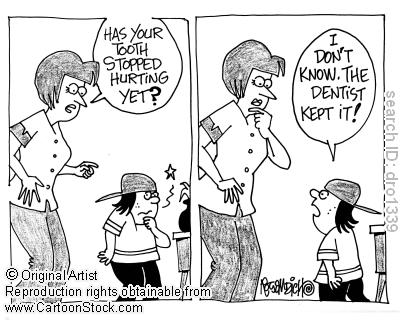 HAS YOUR
TOOTH
STOPPED
HURTING
YET?
I
DON'T
KNOW. THE
DENTIST
KEPT IT!
© Original Artist
Reproduction rights obtainable from
www.CartoonStock.com
search ID: dro1339